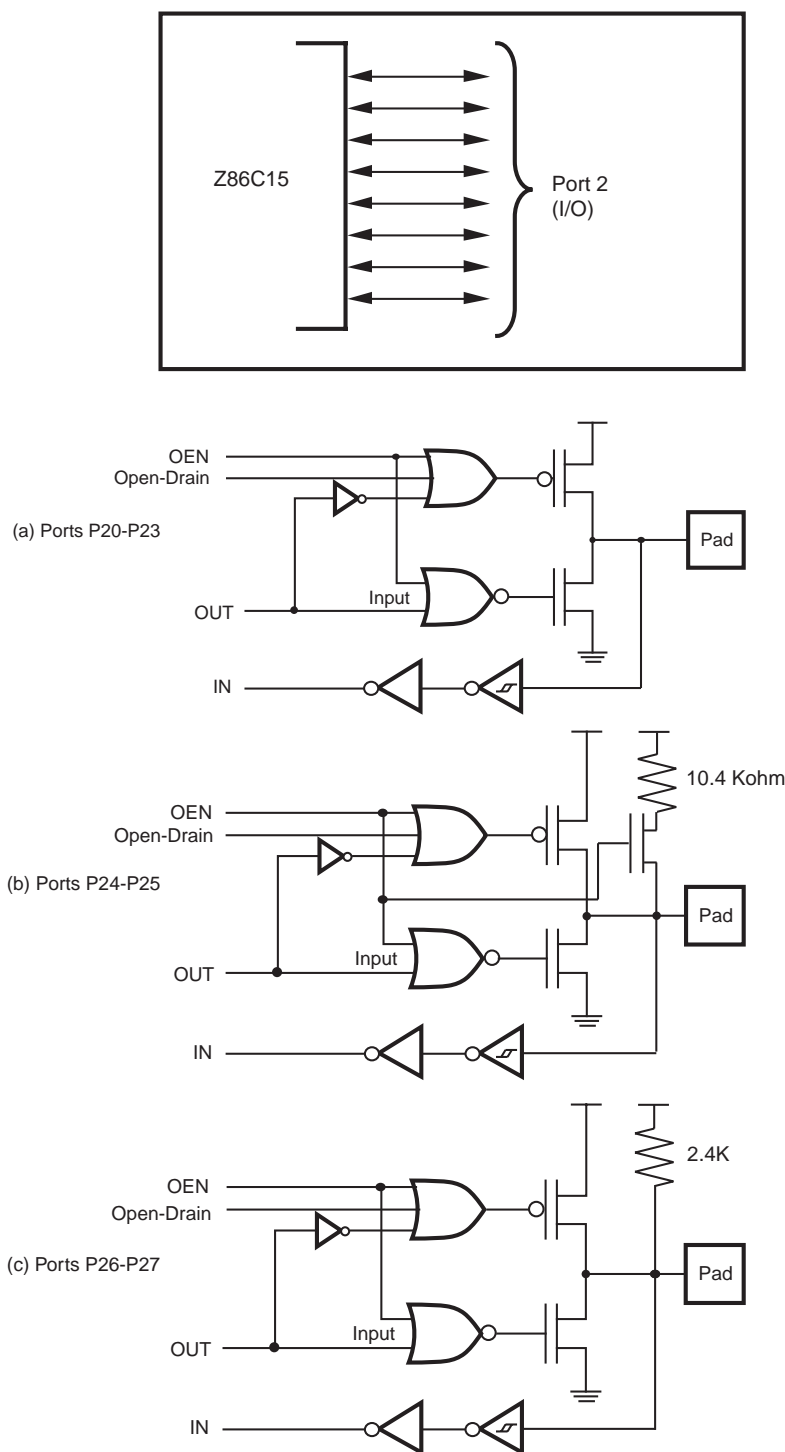 Z86C15
Port 2
(I/O)
OEN
Open-Drain
(a) Ports P20-P23
Pad
Input
OUT
IN
10.4 Kohm
OEN
Open-Drain
(b) Ports P24-P25
Pad
Input
OUT
IN
2.4K
OEN
Open-Drain
(c) Ports P26-P27
Pad
Input
OUT
IN